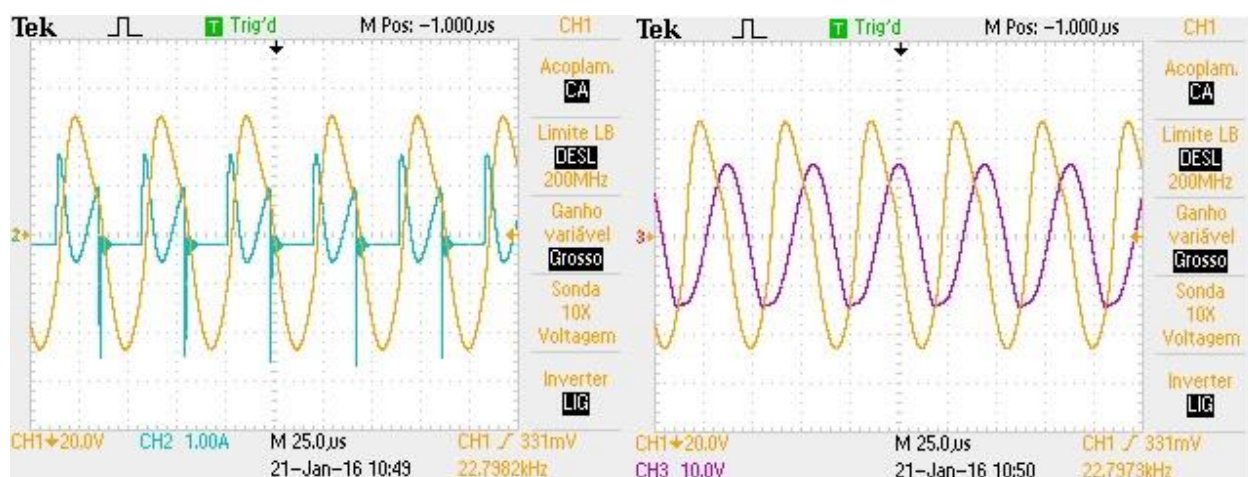 Tek T Trig'd M Pos: -1.000µs CH1
Acoplam.
CA
Limite LB
DESL
200MHz
Ganho
variável
Grosso
Sonda
10X
Voltagem
Inverter
LIG
2
CH1 20.0V CH2 1.00A M 25.0µs CH1 331mV
21-Jan-16 10:49 22.7982kHz
Tek T Trig'd M Pos: -1.000µs CH1
Acoplam.
CA
Limite LB
DESL
200MHz
Ganho
variável
Grosso
Sonda
10X
Voltagem
Inverter
LIG
3
CH1 20.0V M 25.0µs CH1 331mV
CH3 10.0V 21-Jan-16 10:50 22.7973kHz